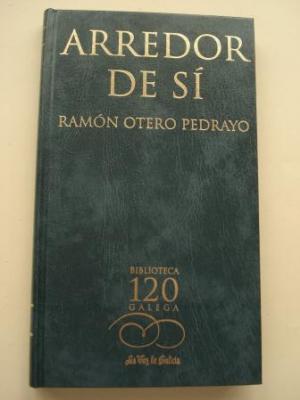 ARREDOR
DE SÍ
RAMÓN OTERO PEDRAYO
BIBLIOTECA
120
GALEGA
La Voz de Galicia